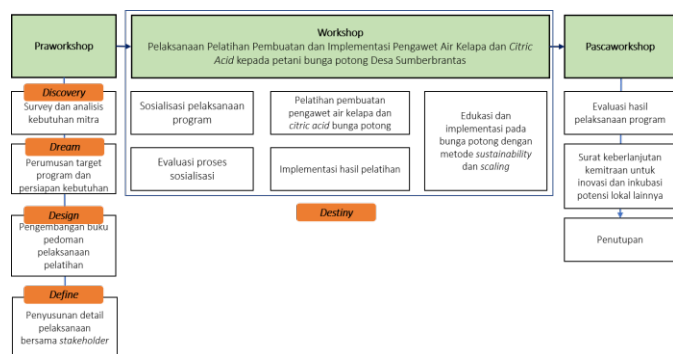 Praworkshop
Discovery
Survey dan analisis
kebutuhan mitra
Dream
Perumusan target
program dan
persiapan kebutuhan
Design
Pengembangan buku
pedoman
pelaksanaan
pelatihan
Define
Penyusunan detail
pelaksanaan
bersama stakeholder
Workshop
Pelaksanaan Pelatihan Pembuatan dan Implementasi Pengawet Air Kelapa dan Citric
Acid kepada petani bunga potong Desa Sumberbrantas
Sosialisasi pelaksanaan
program
Pelatihan pembuatan
pengawet air kelapa dan
citric acid bunga potong
Edukasi dan
implementasi pada
bunga potong dengan
metode sustainability
dan scaling
Evaluasi proses
sosialisasi
Implementasi hasil pelatihan
Destiny
Pascaworkshop
Evaluasi hasil
pelaksanaan program
Surat keberlanjutan
kemitraan untuk
inovasi dan inkubasi
potensi lokal lainnya
Penutupan